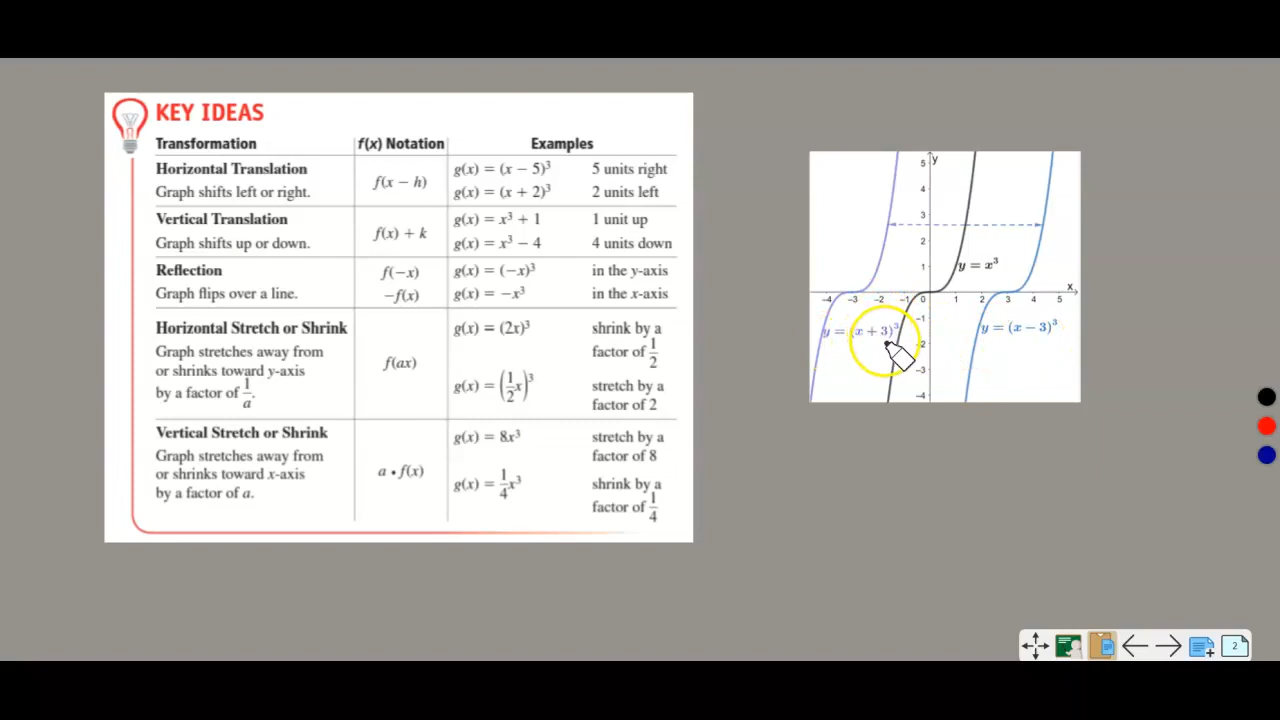 KEY IDEAS
Transformation f(x) Notation Examples
Horizontal Translation
Graph shifts left or right.
f(x − h)
g(x) = (x − 5)³ 5 units right
g(x) = (x + 2)³ 2 units left
Vertical Translation
Graph shifts up or down.
f(x) + k
g(x) = x³ + 1 1 unit up
g(x) = x³ − 4 4 units down
Reflection
Graph flips over a line.
f(−x)
−f(x)
g(x) = (−x)³ in the y-axis
g(x) = −x³ in the x-axis
Horizontal Stretch or Shrink
Graph stretches away from
or shrinks toward y-axis
by a factor of 1/a.
f(ax)
g(x) = (2x)³ shrink by a
factor of 1/2
g(x) = (1/2x)³ stretch by a
factor of 2
Vertical Stretch or Shrink
Graph stretches away from
or shrinks toward x-axis
by a factor of a.
a • f(x)
g(x) = 8x³ stretch by a
factor of 8
g(x) = 1/4x³ shrink by a
factor of 1/4
y
5
4
3
2
1
y = x³
x
−4 −3 −2 −1 0 1 2 3 4 5
−1
y = (x + 3)³
y = (x − 3)³
−2
−3
−4
2